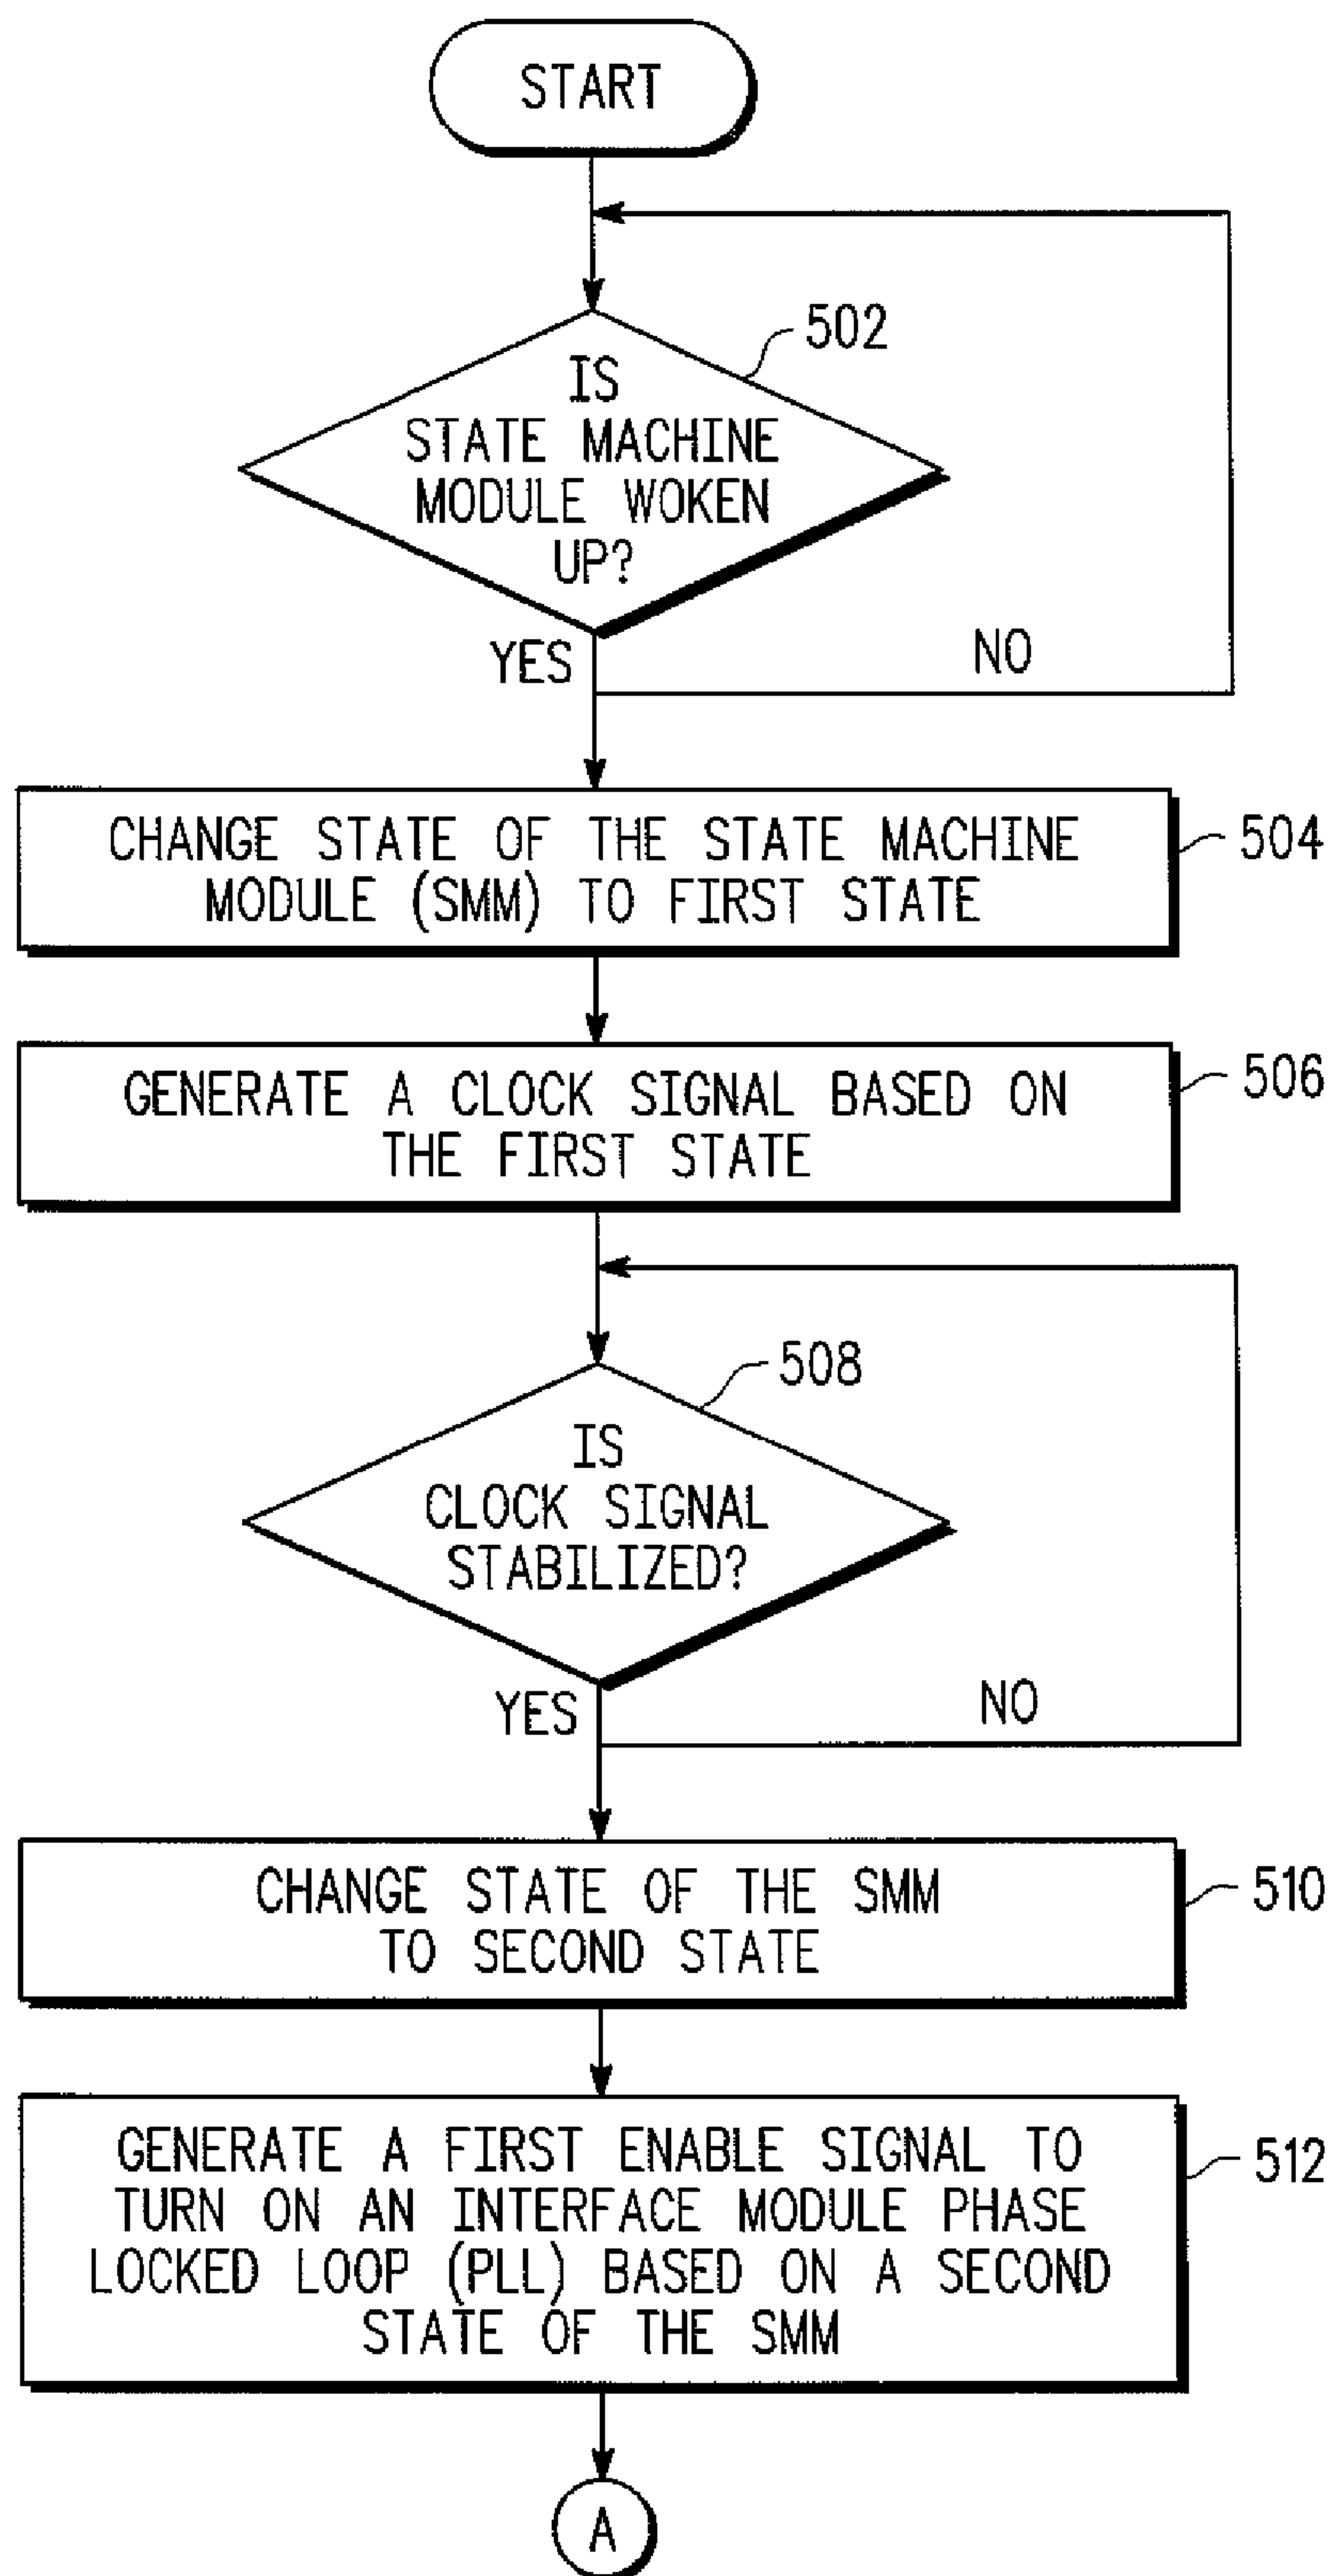 START
502
IS
STATE MACHINE
MODULE WOKEN
UP?
YES
NO
CHANGE STATE OF THE STATE MACHINE
MODULE (SMM) TO FIRST STATE
504
GENERATE A CLOCK SIGNAL BASED ON
THE FIRST STATE
506
508
IS
CLOCK SIGNAL
STABILIZED?
YES
NO
CHANGE STATE OF THE SMM
TO SECOND STATE
510
GENERATE A FIRST ENABLE SIGNAL TO
TURN ON AN INTERFACE MODULE PHASE
LOCKED LOOP (PLL) BASED ON A SECOND
STATE OF THE SMM
512
A